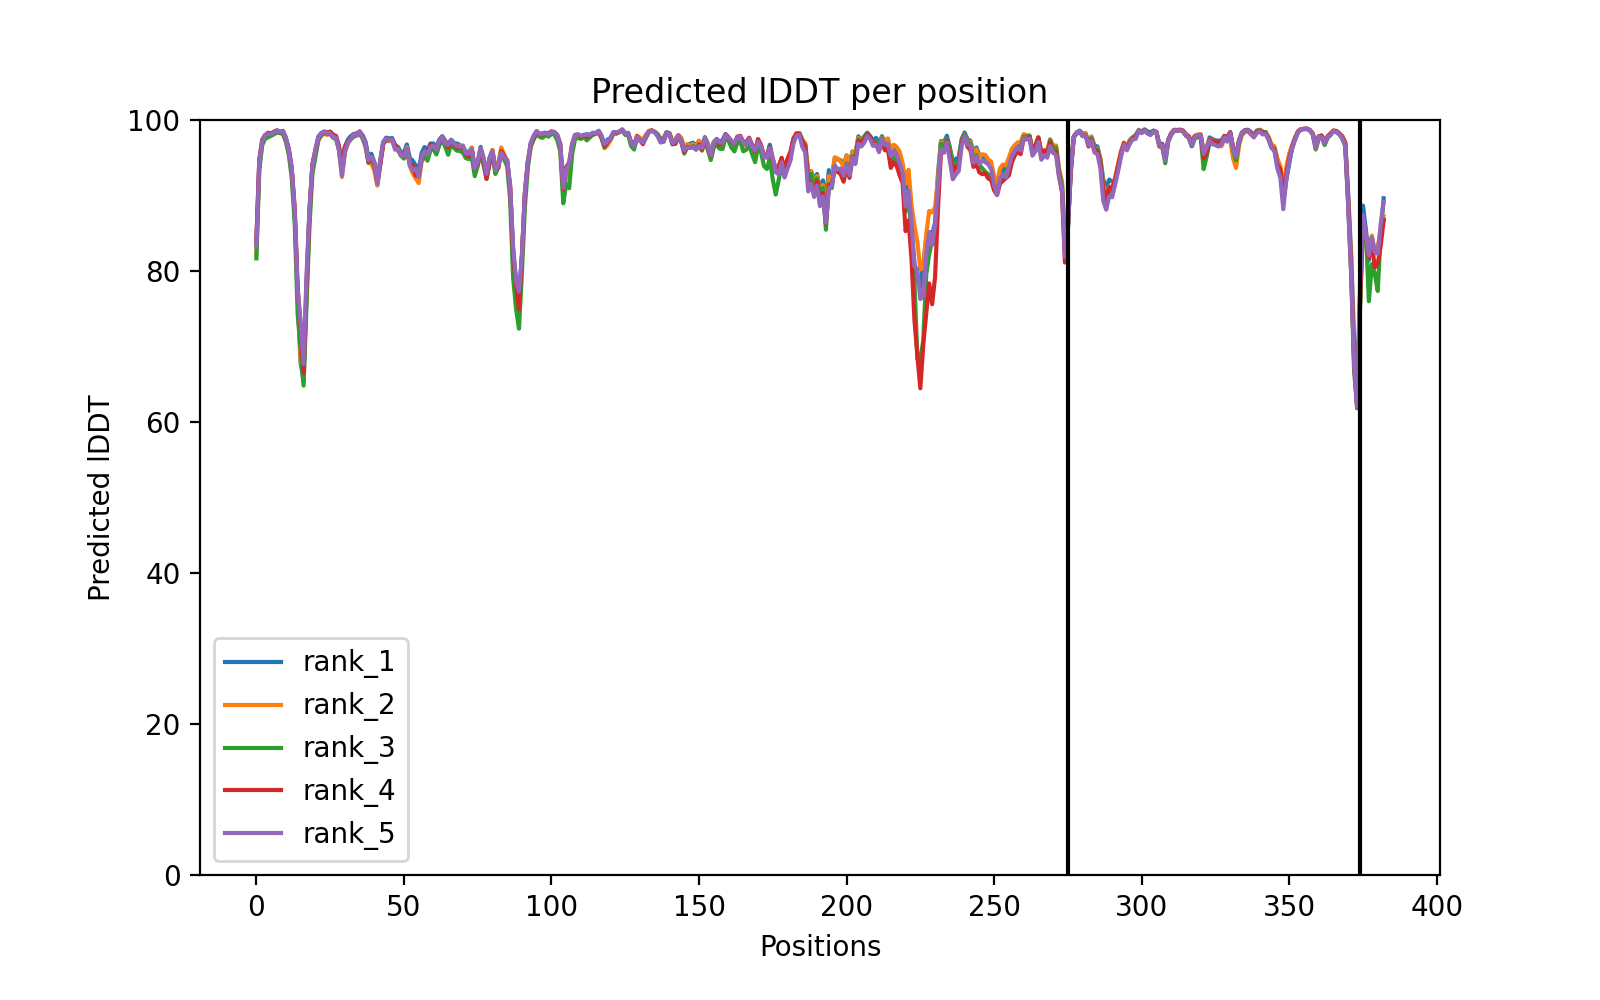 Predicted lDDT per position
100
80
60
40
20
0
Predicted lDDT
rank_1
rank_2
rank_3
rank_4
rank_5
0 50 100 150 200 250 300 350 400
Positions